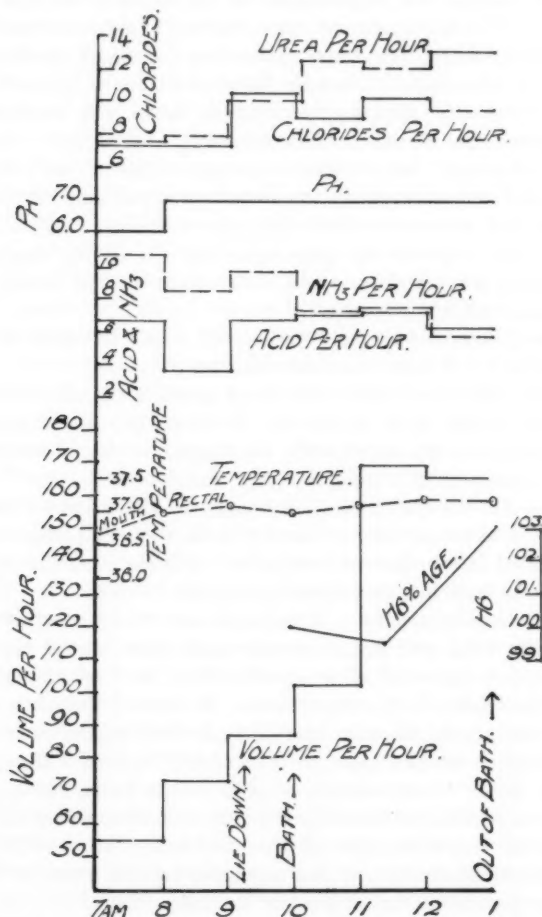 14
12
10
8
6
CHLORIDES.
UREA PER HOUR.
CHLORIDES PER HOUR.
7.0
6.0
PH
PH.
10
8
6
4
2
ACID & NH3
NH3 PER HOUR.
ACID PER HOUR.
180
170
160
150
140
130
120
110
100
90
80
70
60
50
VOLUME PER HOUR.
37.5
37.0
36.5
36.0
TEMPERATURE
TEMPERATURE.
MOUTH
RECTAL
HG% AGE.
103
102
101
100
99
HG
VOLUME PER HOUR.
LIE DOWN. →
BATH. →
OUT OF BATH. →
7AM 8 9 10 11 12 1